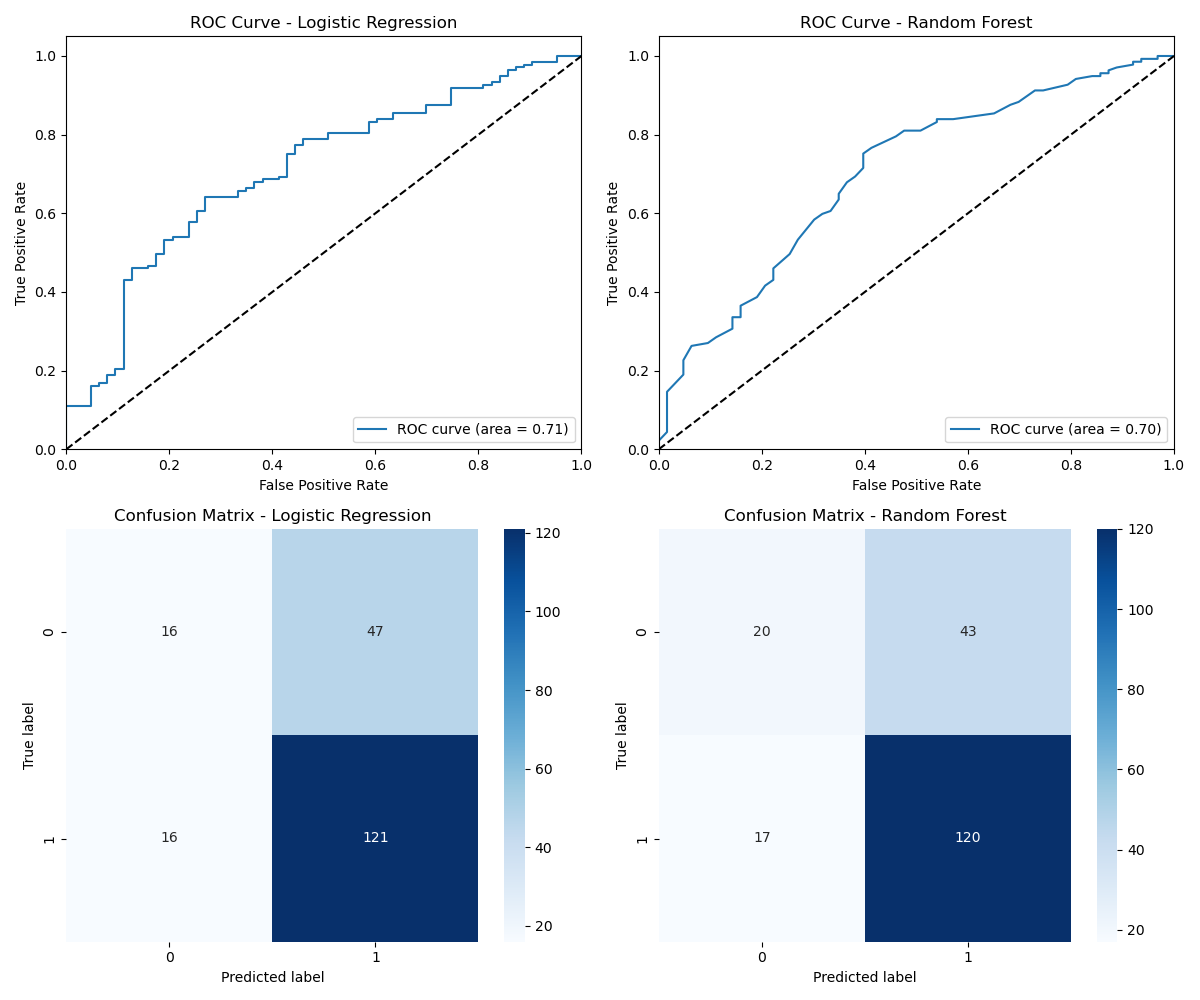 ROC Curve - Logistic Regression
True Positive Rate
1.0
0.8
0.6
0.4
0.2
0.0
0.0 0.2 0.4 0.6 0.8 1.0
False Positive Rate
ROC curve (area = 0.71)
ROC Curve - Random Forest
True Positive Rate
1.0
0.8
0.6
0.4
0.2
0.0
0.0 0.2 0.4 0.6 0.8 1.0
False Positive Rate
ROC curve (area = 0.70)
Confusion Matrix - Logistic Regression
True label
0
1
16 47
16 121
0 1
Predicted label
120
100
80
60
40
20
Confusion Matrix - Random Forest
True label
0
1
20 43
17 120
0 1
Predicted label
120
100
80
60
40
20